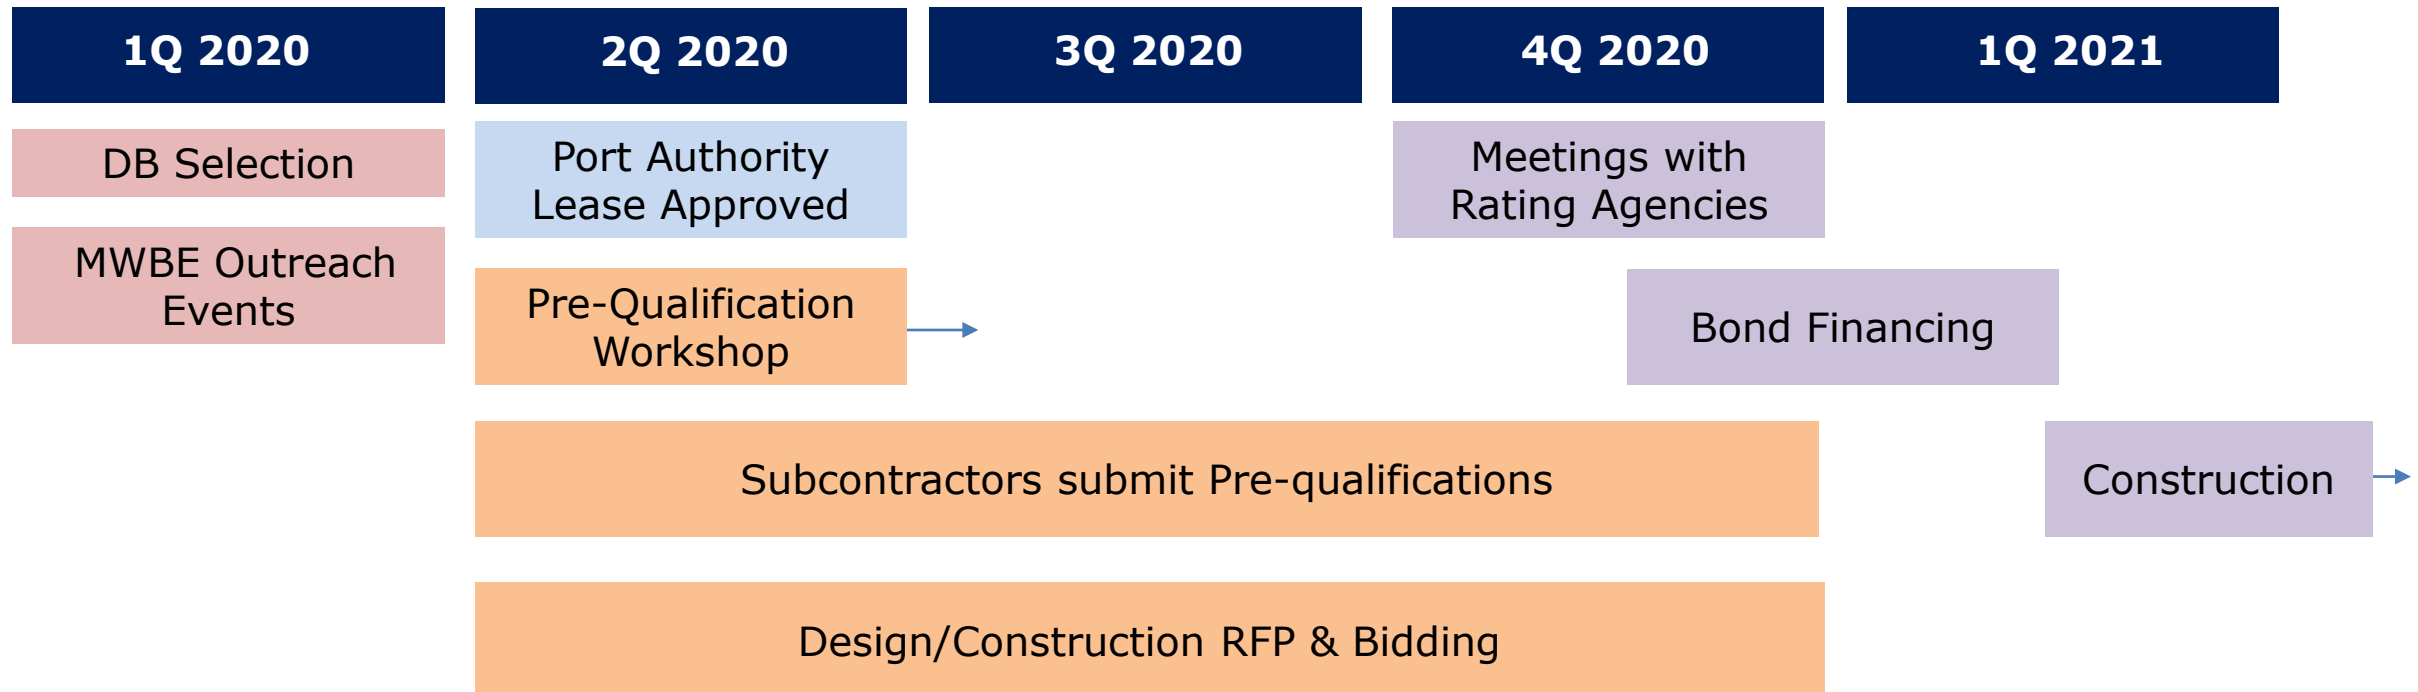 1Q 2020
2Q 2020
3Q 2020
4Q 2020
1Q 2021
DB Selection
MWBE Outreach
Events
Port Authority
Lease Approved
Meetings with
Rating Agencies
Pre-Qualification
Workshop
Bond Financing
Subcontractors submit Pre-qualifications
Construction
Design/Construction RFP & Bidding